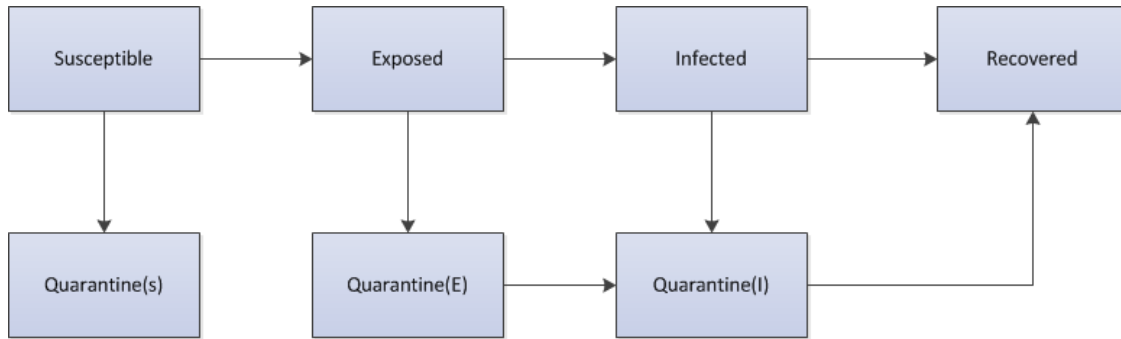 Susceptible
Exposed
Infected
Recovered
Quarantine(s)
Quarantine(E)
Quarantine(I)